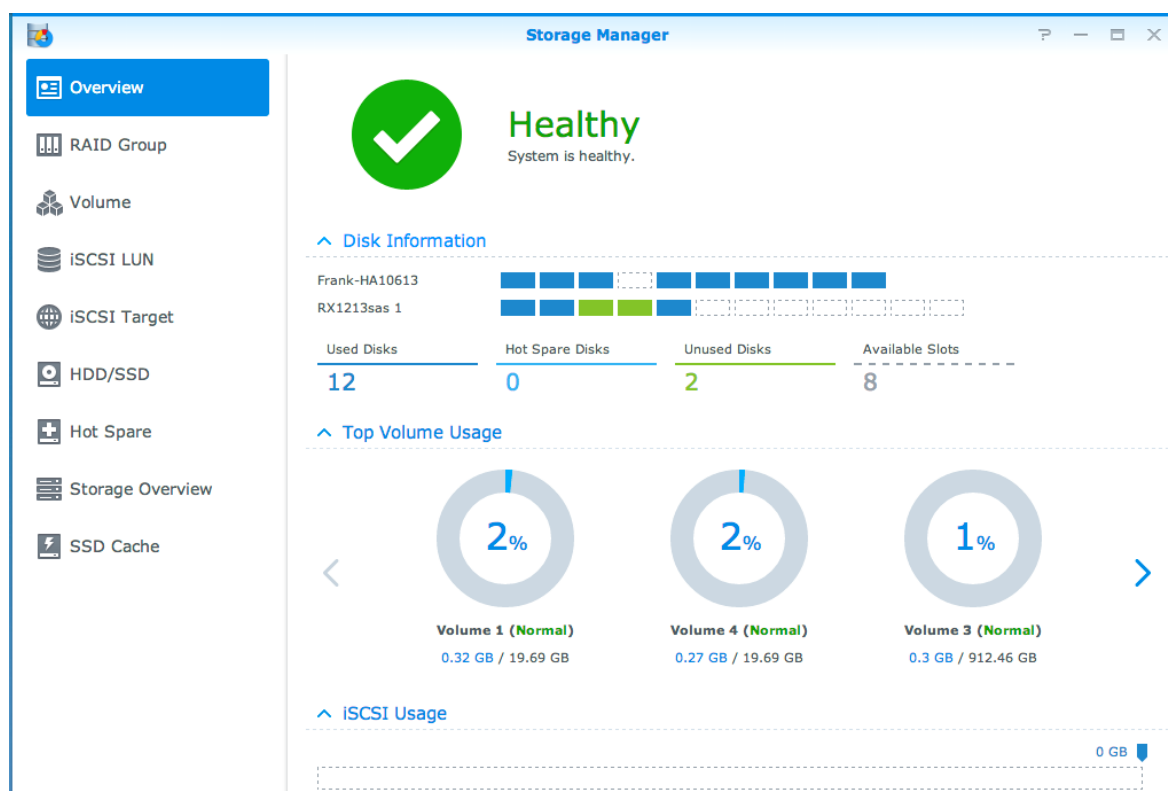 Storage Manager
Overview
RAID Group
Volume
iSCSI LUN
iSCSI Target
HDD/SSD
Hot Spare
Storage Overview
SSD Cache
Healthy
System is healthy.
Disk Information
Frank-HA10613
RX1213sas 1
Used Disks Hot Spare Disks Unused Disks Available Slots
12 0 2 8
Top Volume Usage
2% 2% 1%
Volume 1 (Normal) Volume 4 (Normal) Volume 3 (Normal)
0.32 GB / 19.69 GB 0.27 GB / 19.69 GB 0.3 GB / 912.46 GB
iSCSI Usage
0 GB